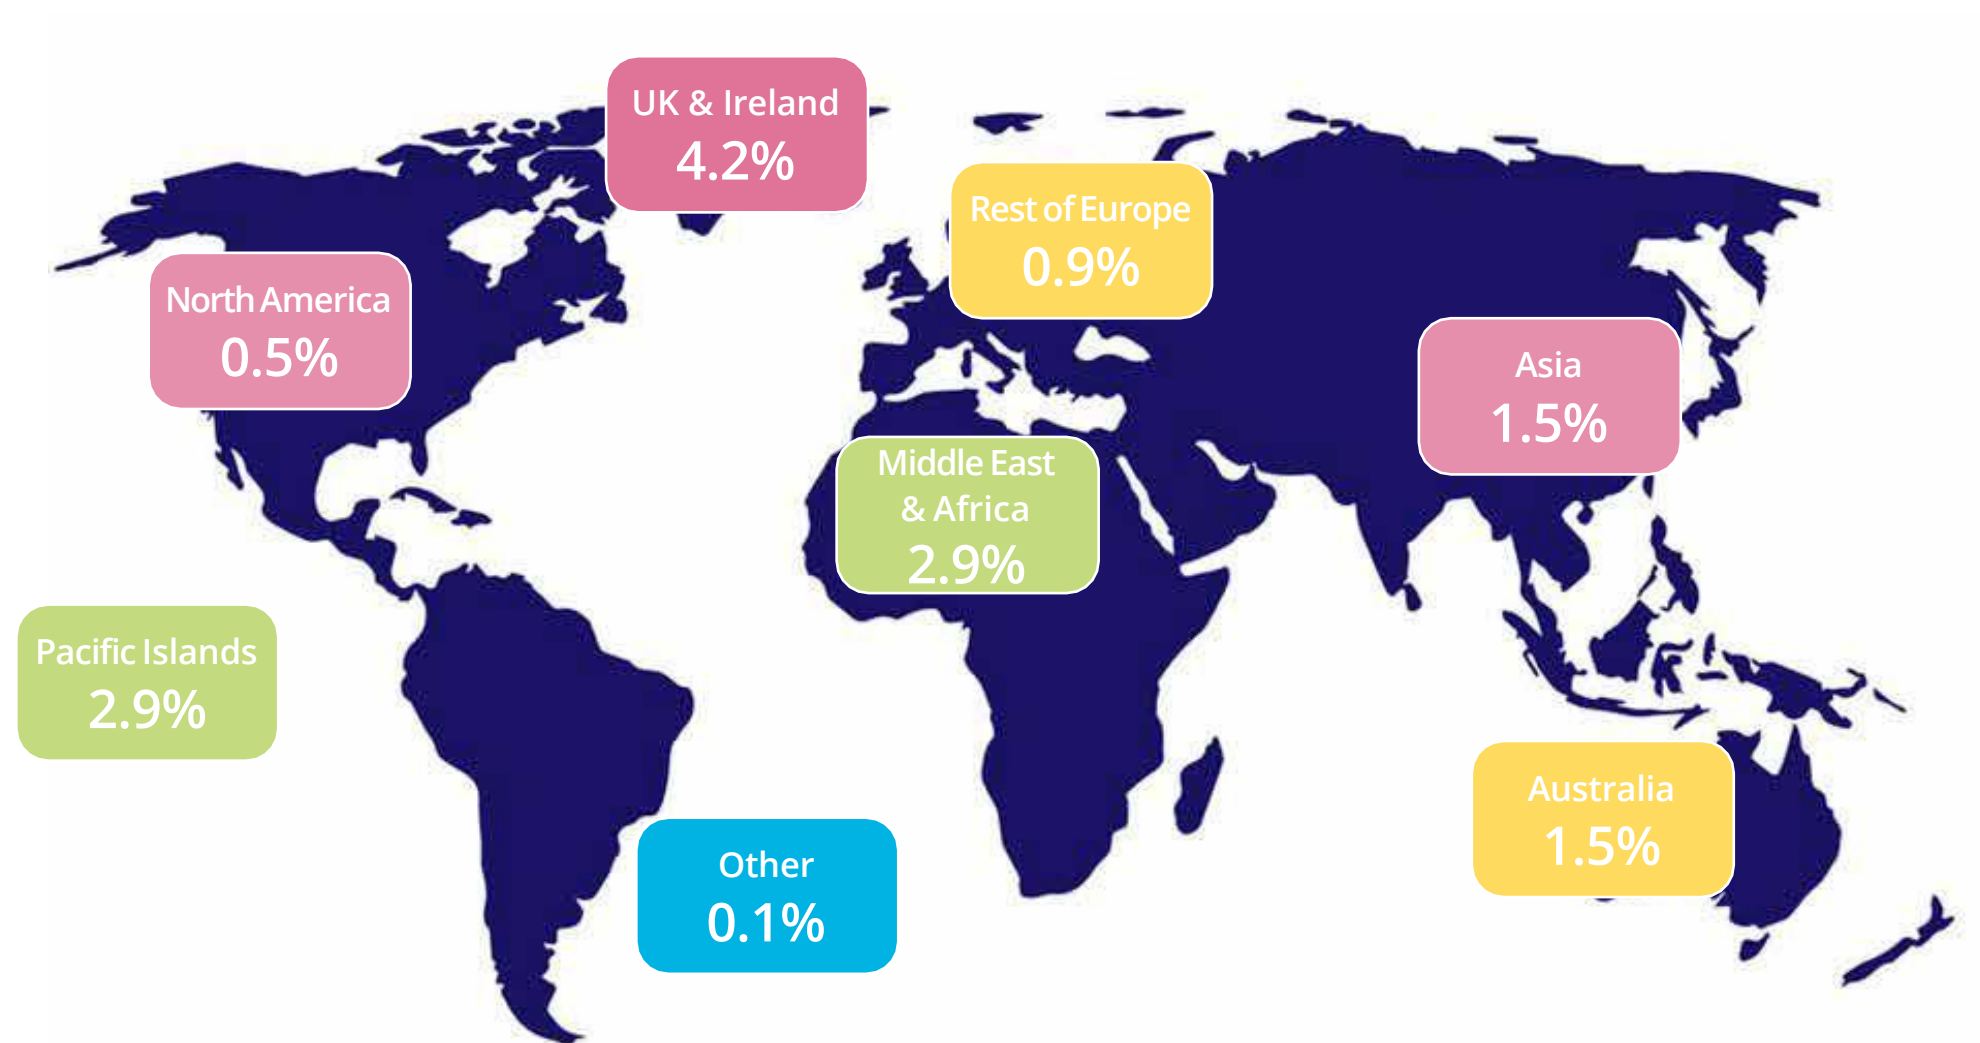 UK & Ireland
4.2%
Rest of Europe
0.9%
North America
0.5%
Asia
1.5%
Middle East
& Africa
2.9%
Pacific Islands
2.9%
Australia
1.5%
Other
0.1%